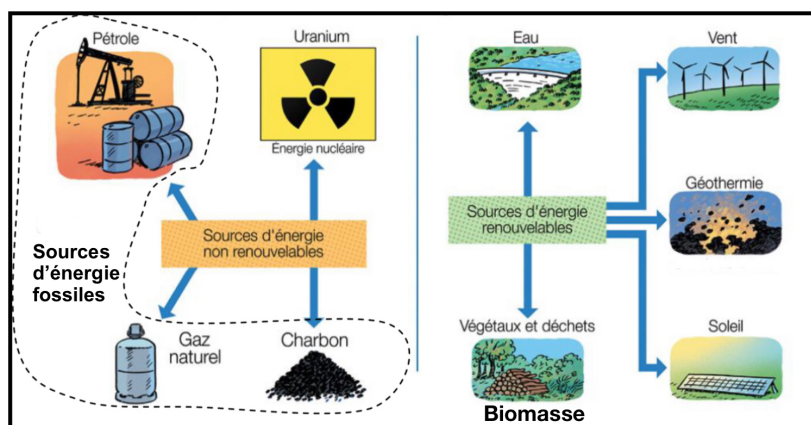 Pétrole
Uranium
Énergie nucléaire
Sources d'énergie
non renouvelables
Sources
d'énergie
fossiles
Gaz
naturel
Charbon
Eau
Vent
Sources d'énergie
renouvelables
Géothermie
Végétaux et déchets
Biomasse
Soleil